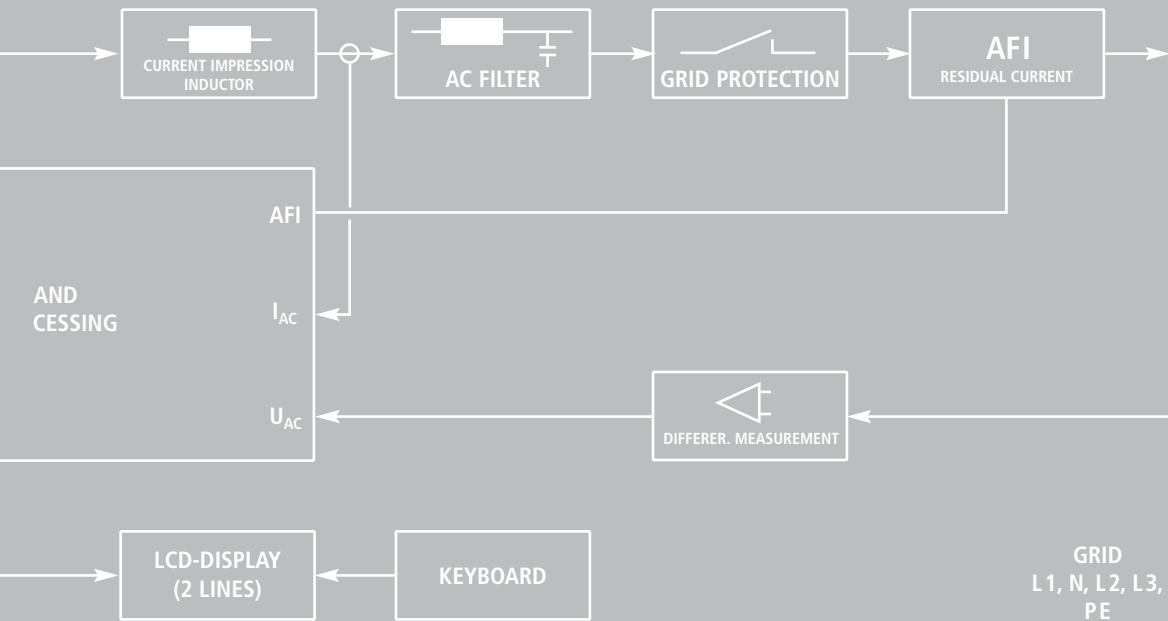 CURRENT IMPRESSION
INDUCTOR
AC FILTER
GRID PROTECTION
AFI
RESIDUAL CURRENT
AFI
AND
CESSING
IAC
UAC
DIFFERER. MEASUREMENT
LCD-DISPLAY
(2 LINES)
KEYBOARD
GRID
L1, N, L2, L3,
PE